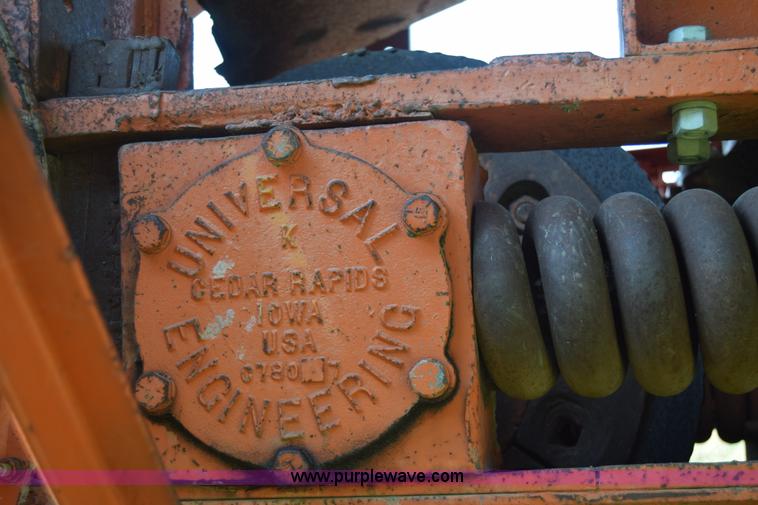 UNIVERSAL
K
CEDAR RAPIDS
IOWA
USA
ENGINEERING
www.purplewave.com